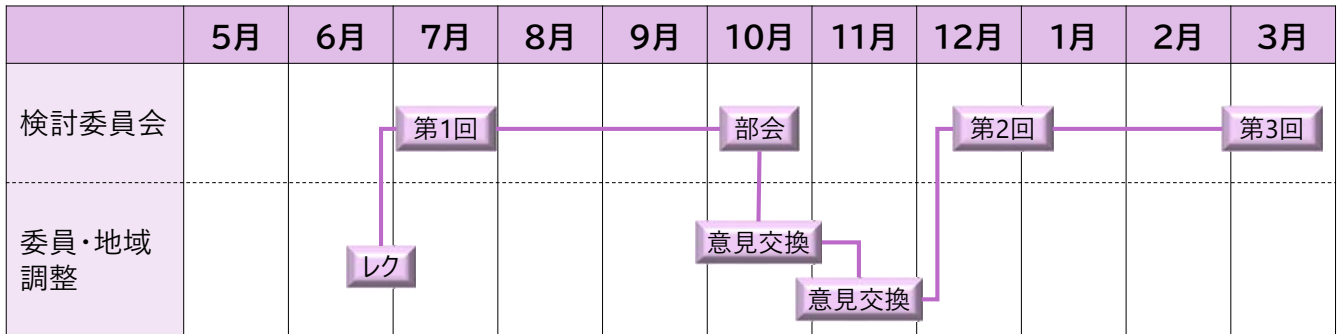 5月 6月 7月 8月 9月 10月 11月 12月 1月 2月 3月
検討委員会 第1回 部会 第2回 第3回
委員・地域
調整
レク
意見交換
意見交換